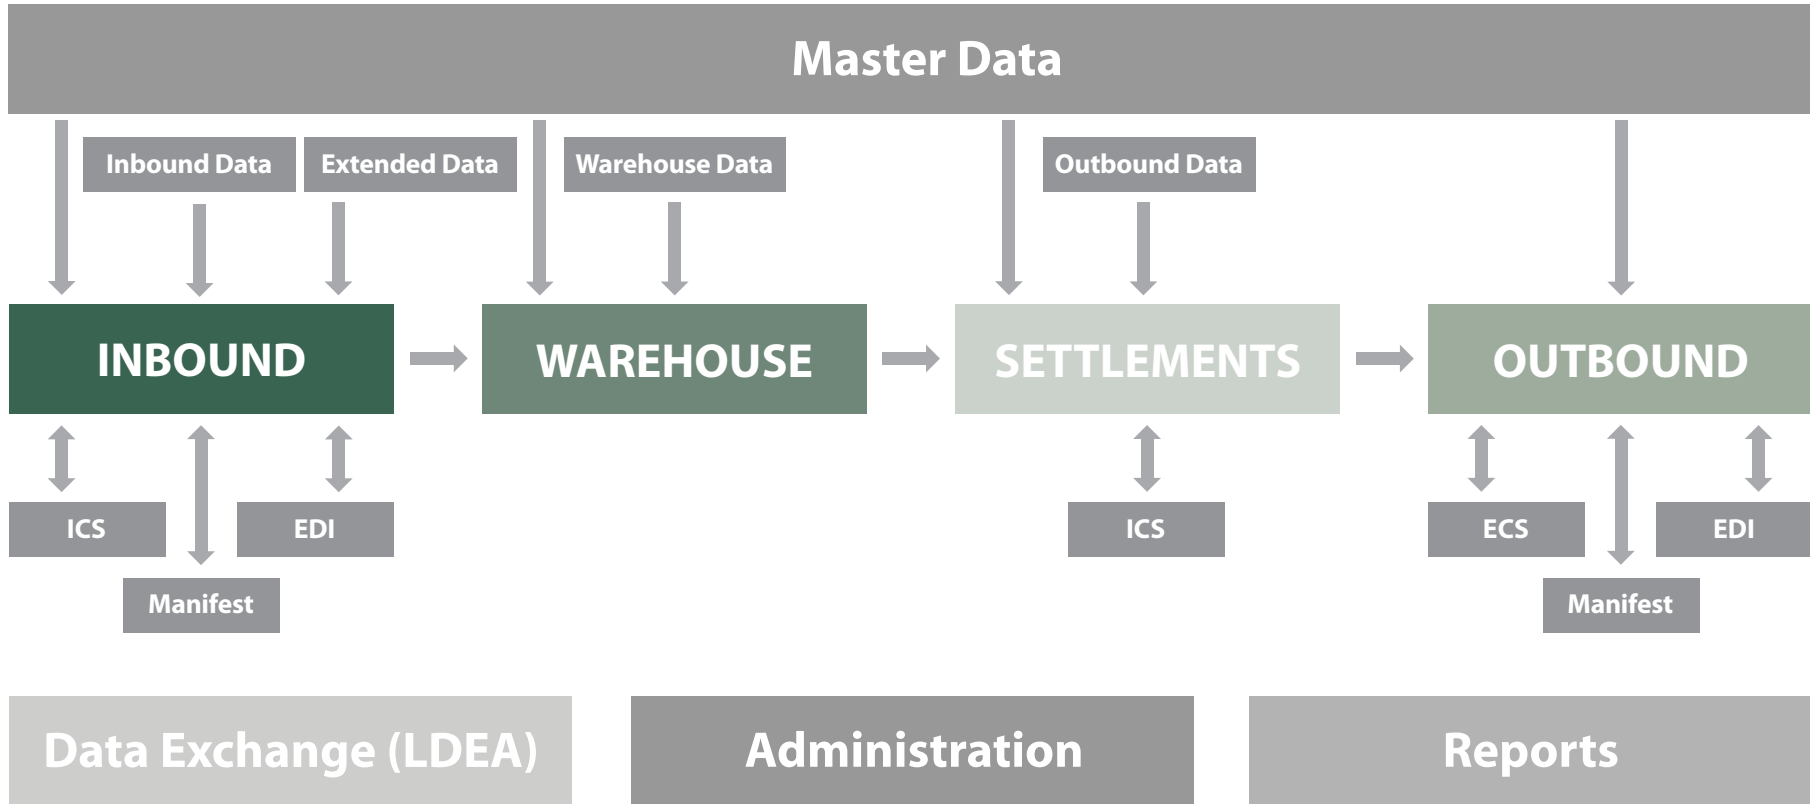 Master Data
Inbound Data
Extended Data
Warehouse Data
Outbound Data
INBOUND
WAREHOUSE
SETTLEMENTS
OUTBOUND
ICS
EDI
ICS
ECS
EDI
Manifest
Manifest
Data Exchange (LDEA)
Administration
Reports